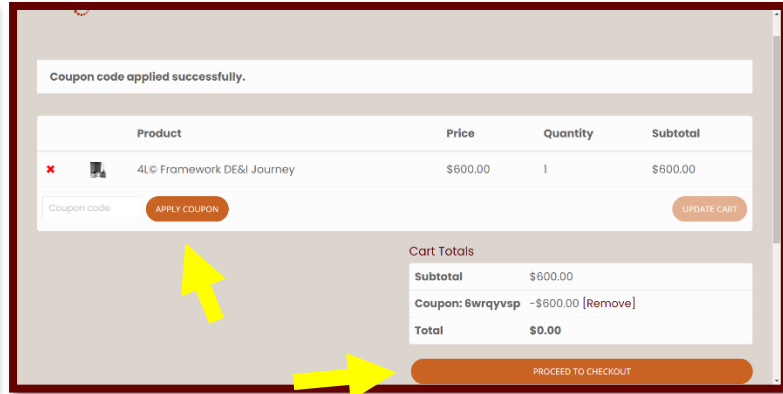 Coupon code applied successfully.
Product Price Quantity Subtotal
4L© Framework DE&I Journey $600.00 1 $600.00
Coupon code APPLY COUPON UPDATE CART
Cart Totals
Subtotal $600.00
Coupon: 6wrqyvsp -$600.00 [Remove]
Total $0.00
PROCEED TO CHECKOUT